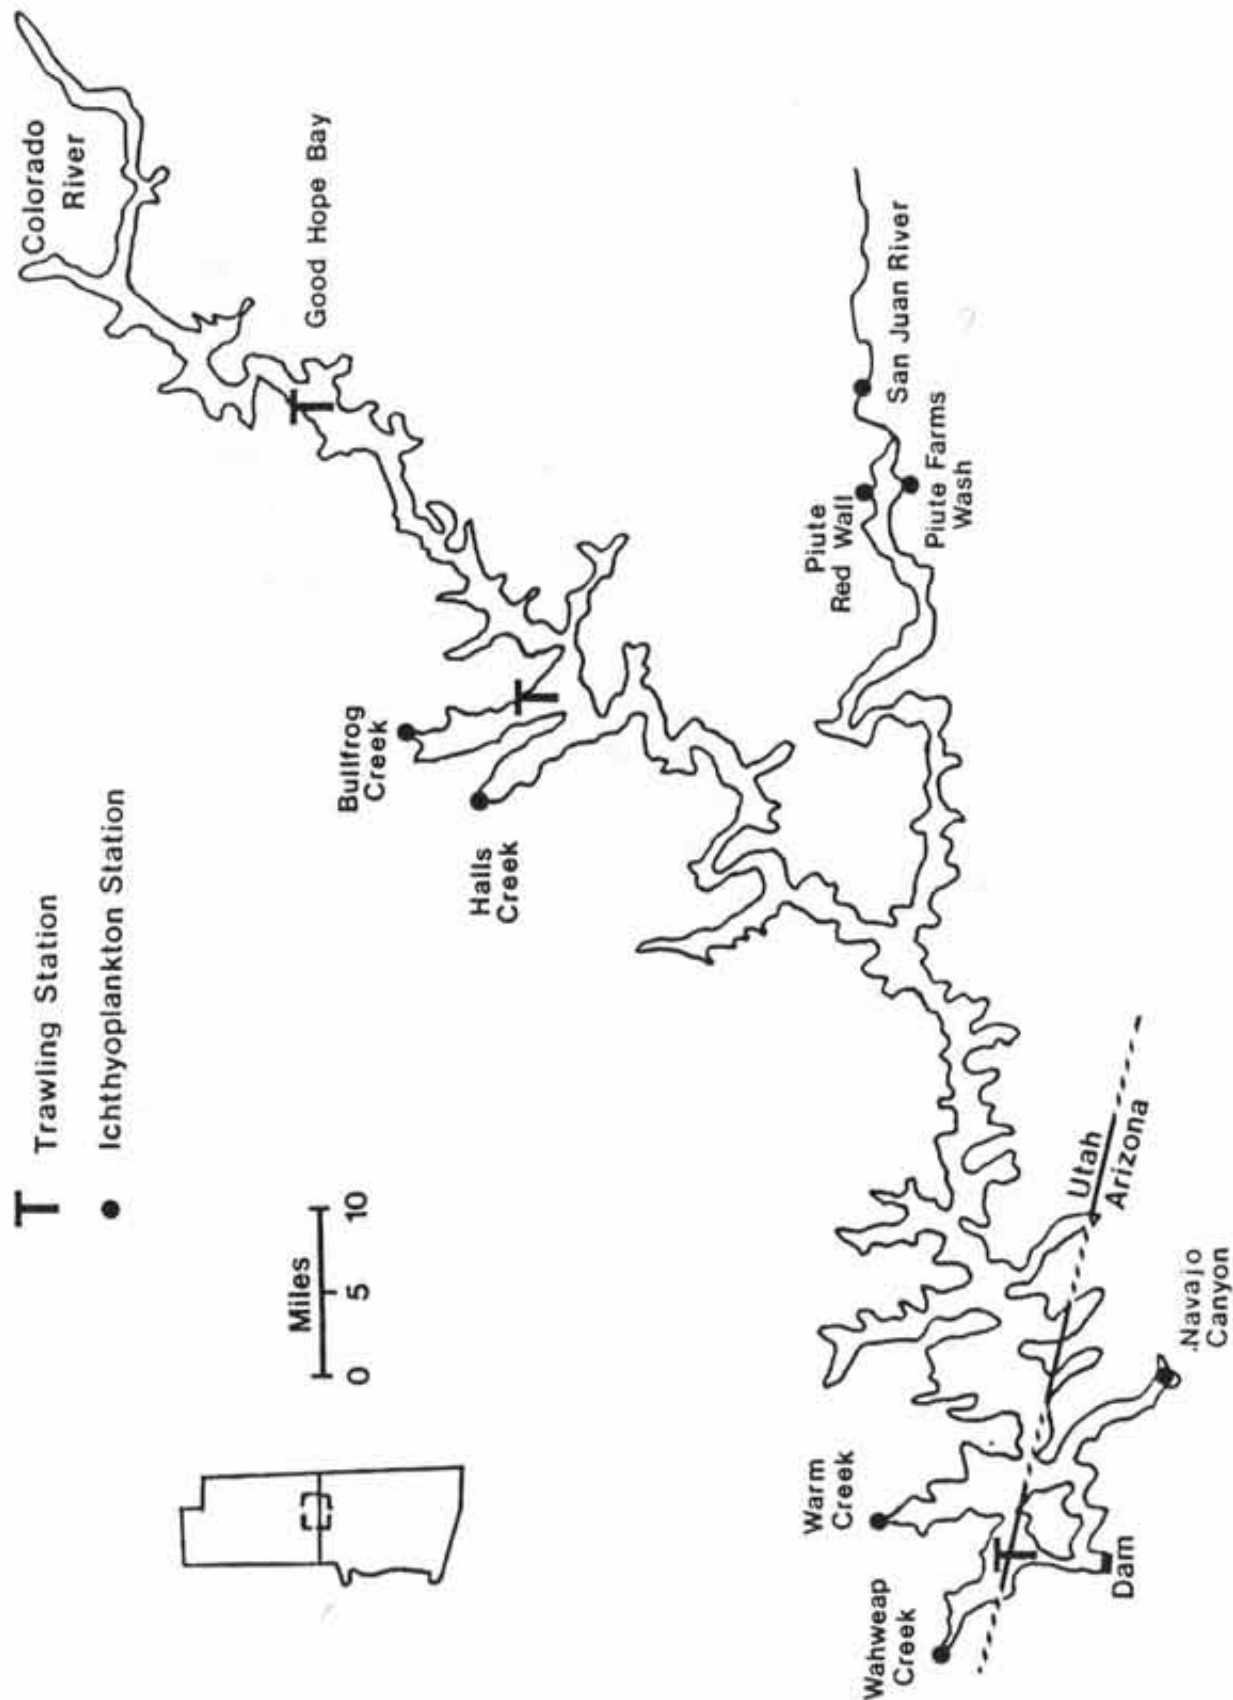 T Trawling Station
● Ichthyoplankton Station
Miles
0 5 10
Colorado
River
Good Hope Bay
Bullfrog
Creek
Halls
Creek
Piute
Red Wall
San Juan River
Piute Farms
Wash
Utah
Arizona
Navajo
Canyon
Warm
Creek
Wahweap
Creek
Dam